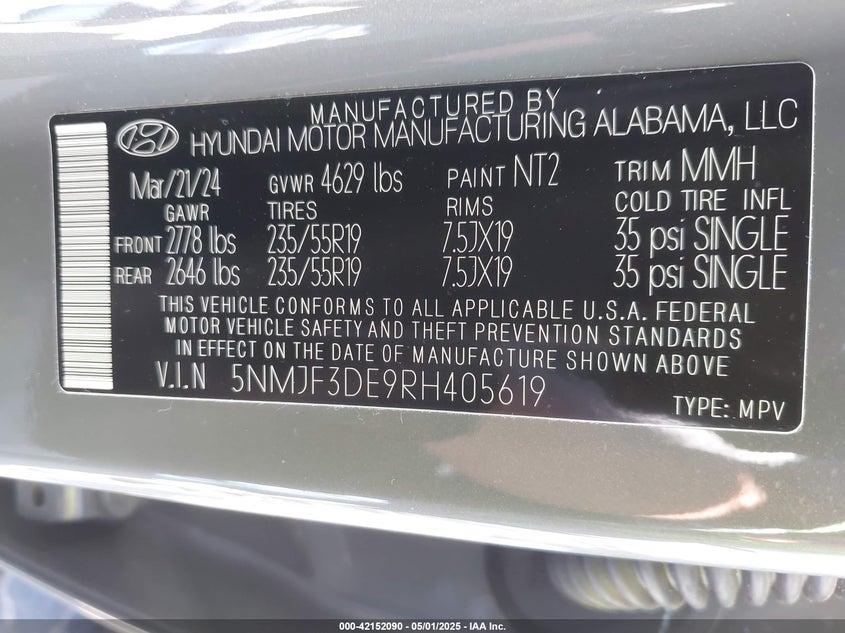 MANUFACTURED BY
HYUNDAI MOTOR MANUFACTURING ALABAMA, LLC
Mar/21/24 GVWR 4629 lbs PAINT NT2 TRIM MMH
GAWR TIRES RIMS COLD TIRE INFL
FRONT 2778 lbs 235/55R19 7.5JX19 35 psi SINGLE
REAR 2646 lbs 235/55R19 7.5JX19 35 psi SINGLE
THIS VEHICLE CONFORMS TO ALL APPLICABLE U.S.A. FEDERAL
MOTOR VEHICLE SAFETY AND THEFT PREVENTION STANDARDS
IN EFFECT ON THE DATE OF MANUFACTURE SHOWN ABOVE
V.I.N 5NMJF3DE9RH405619
TYPE: MPV
000-42152090 - 05/01/2025 - IAA Inc.